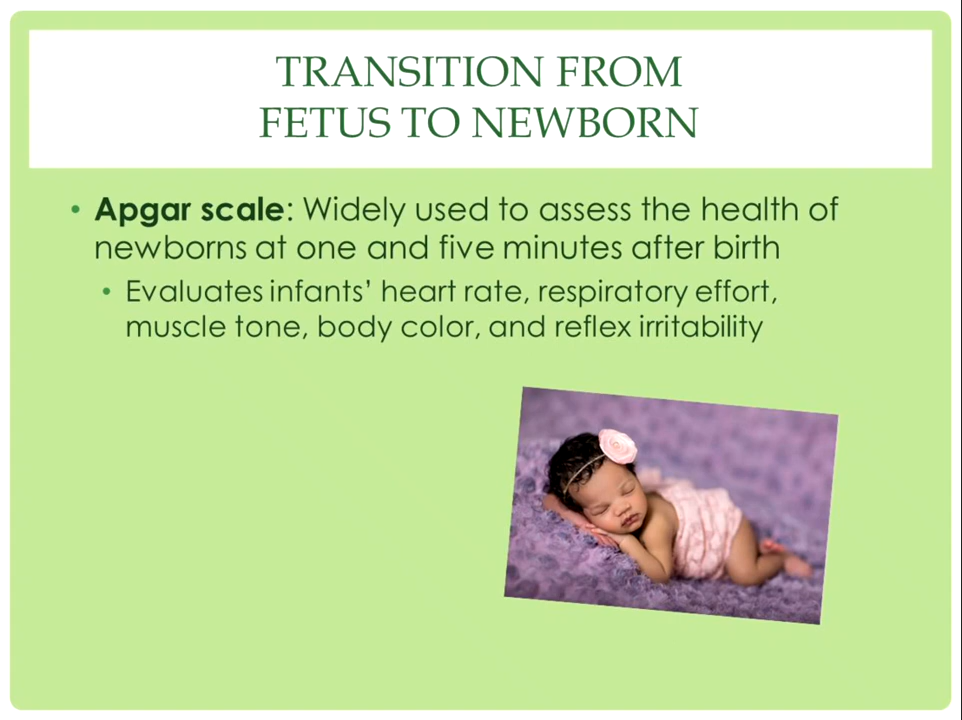 TRANSITION FROM
FETUS TO NEWBORN
• Apgar scale: Widely used to assess the health of
newborns at one and five minutes after birth
• Evaluates infants’ heart rate, respiratory effort,
muscle tone, body color, and reflex irritability